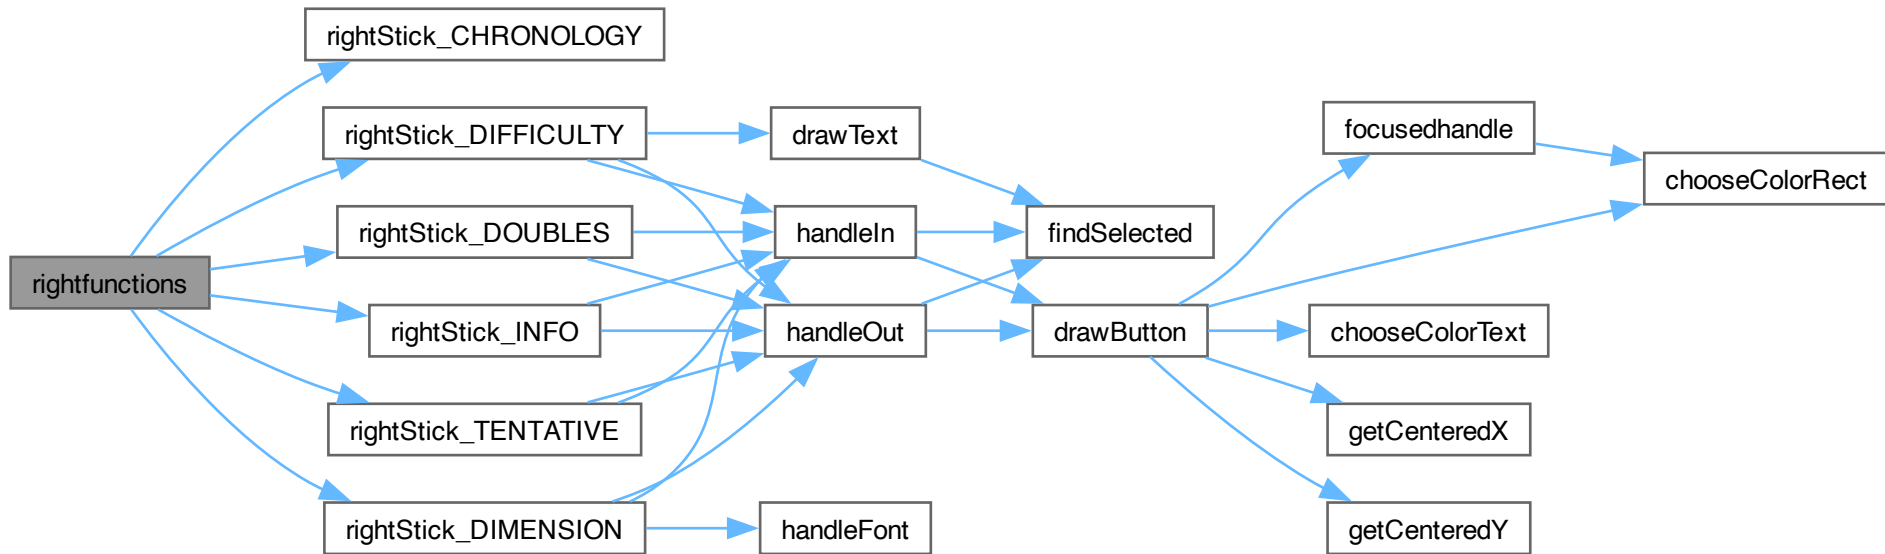 rightfunctions
rightStick_CHRONOLOGY
rightStick_DIFFICULTY
rightStick_DOUBLES
rightStick_INFO
rightStick_TENTATIVE
rightStick_DIMENSION
drawText
handleIn
handleOut
handleFont
findSelected
drawButton
focusedhandle
chooseColorText
getCenteredX
getCenteredY
chooseColorRect